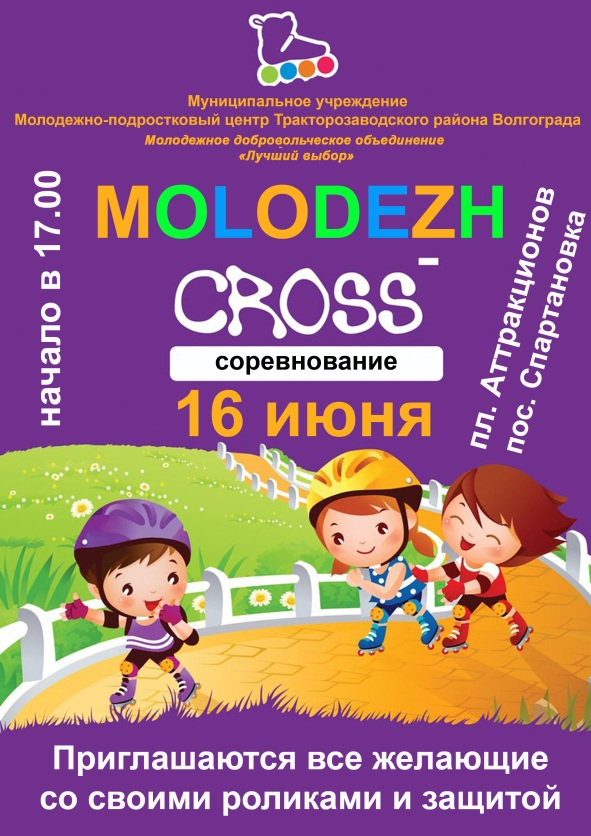 Муниципальное учреждение
Молодежно-подростковый центр Тракторозаводского района Волгограда
Молодежное добровольческое объединение
«Лучший выбор»
начало в 17.00
MOLODEZH
-
CROSS
соревнование
16 июня
пл. Аттракционов
пос. Спартановка
Приглашаются все желающие
со своими роликами и защитой